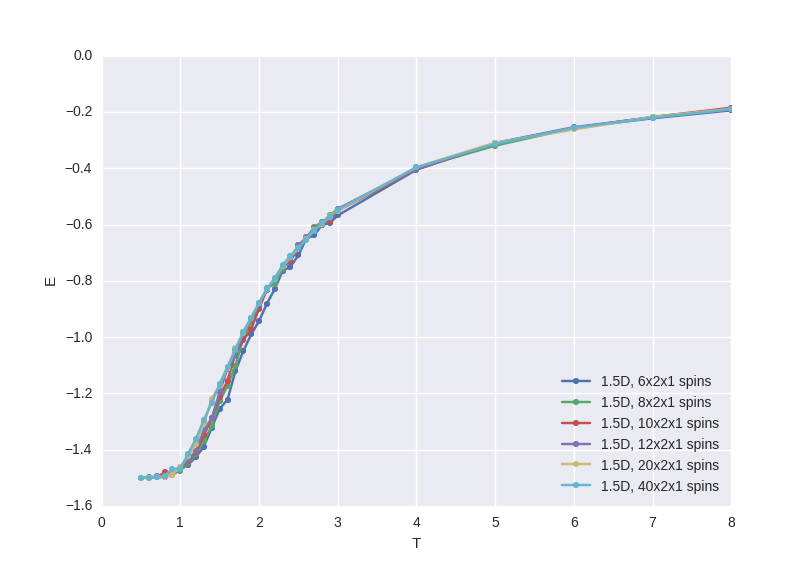 0.0
−0.2
−0.4
−0.6
−0.8
−1.0
−1.2
−1.4
−1.6
E
1.5D, 6x2x1 spins
1.5D, 8x2x1 spins
1.5D, 10x2x1 spins
1.5D, 12x2x1 spins
1.5D, 20x2x1 spins
1.5D, 40x2x1 spins
0 1 2 3 4 5 6 7 8
T